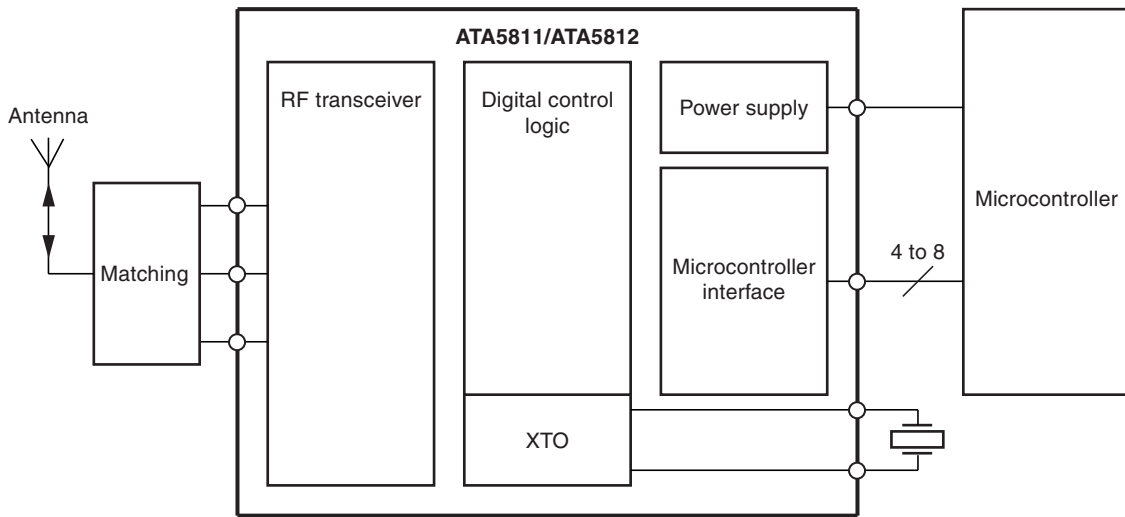 ATA5811/ATA5812
Antenna
Matching
RF transceiver
Digital control
logic
XTO
Power supply
Microcontroller
interface
4 to 8
Microcontroller